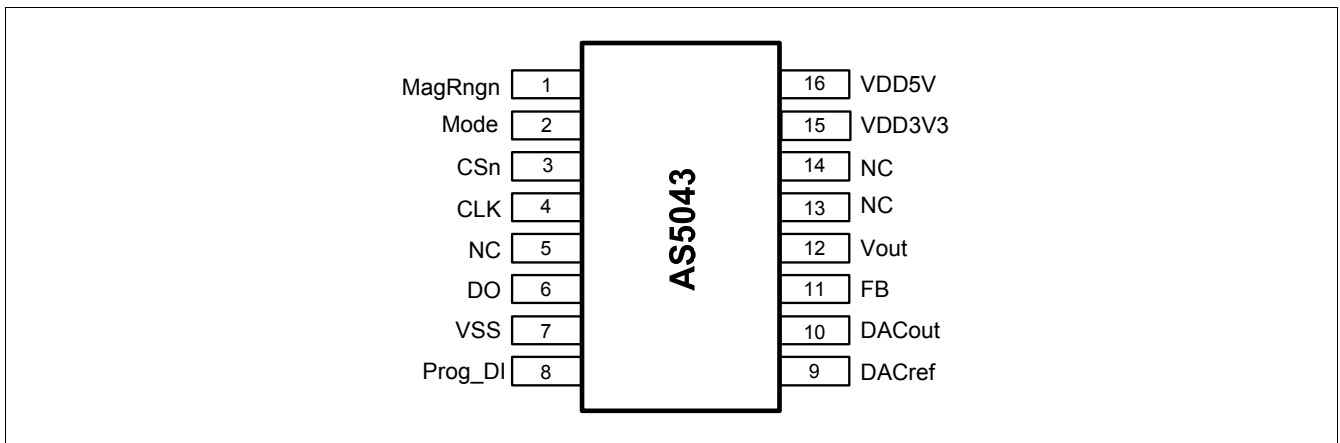 MagRngn 1
Mode 2
CSn 3
CLK 4
NC 5
DO 6
VSS 7
Prog_DI 8
AS5043
16 VDD5V
15 VDD3V3
14 NC
13 NC
12 Vout
11 FB
10 DACout
9 DACref